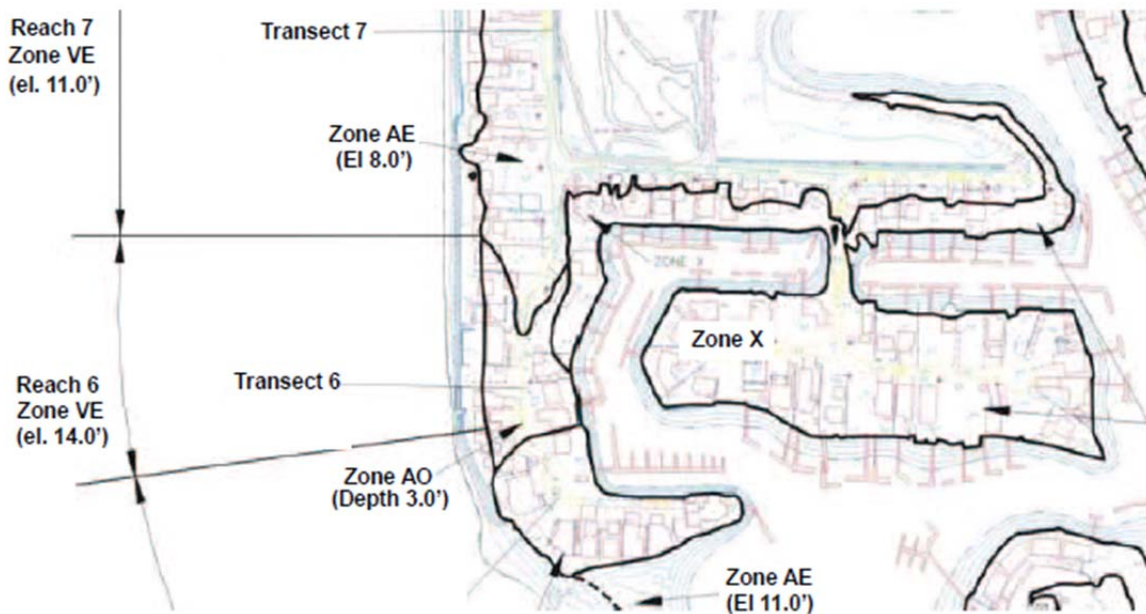 Reach 7
Zone VE
(el. 11.0')
Transect 7
Zone AE
(El 8.0')
ZONE X
Zone X
Reach 6
Zone VE
(el. 14.0')
Transect 6
Zone AO
(Depth 3.0')
Zone AE
(El 11.0')